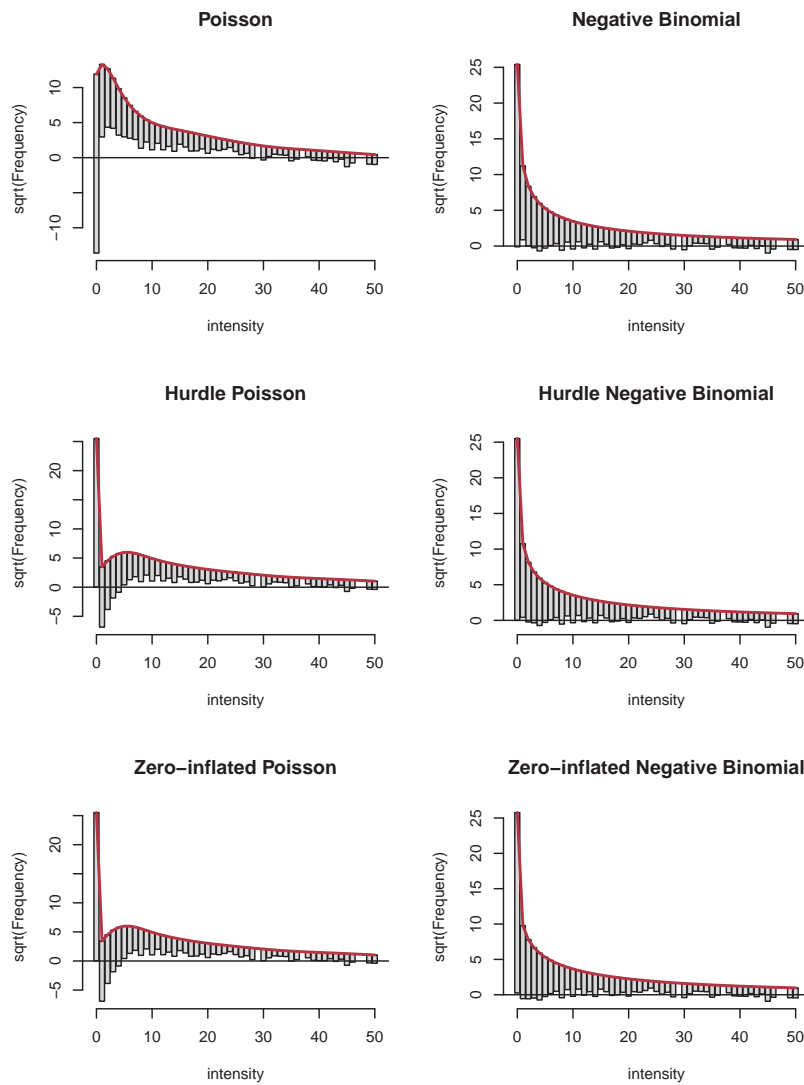 Poisson
sqrt(Frequency)
10
5
0
−10
0 10 20 30 40 50
intensity
Negative Binomial
sqrt(Frequency)
25
20
15
10
5
0
0 10 20 30 40 50
intensity
Hurdle Poisson
sqrt(Frequency)
20
10
5
0
−5
0 10 20 30 40 50
intensity
Hurdle Negative Binomial
sqrt(Frequency)
25
20
15
10
5
0
0 10 20 30 40 50
intensity
Zero−inflated Poisson
sqrt(Frequency)
20
10
5
0
−5
0 10 20 30 40 50
intensity
Zero−inflated Negative Binomial
sqrt(Frequency)
25
20
15
10
5
0
0 10 20 30 40 50
intensity